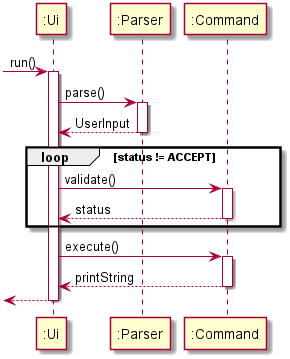 :Ui :Parser :Command
run()
parse()
UserInput
loop [status != ACCEPT]
validate()
status
execute()
printString
:Ui :Parser :Command